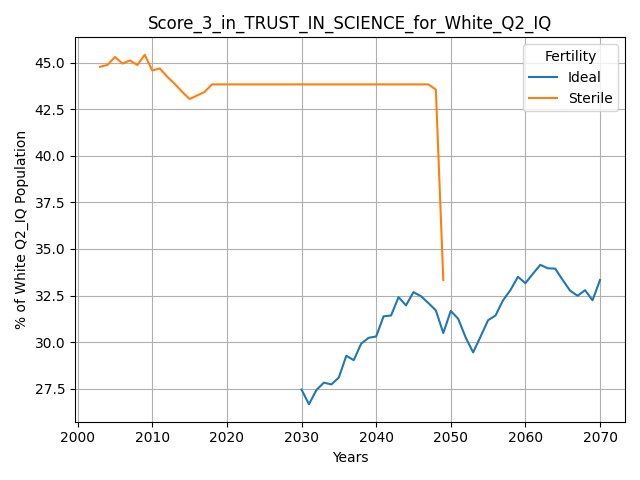 Score_3_in_TRUST_IN_SCIENCE_for_White_Q2_IQ
% of White Q2_IQ Population
45.0
42.5
40.0
37.5
35.0
32.5
30.0
27.5
Fertility
Ideal
Sterile
2000 2010 2020 2030 2040 2050 2060 2070
Years